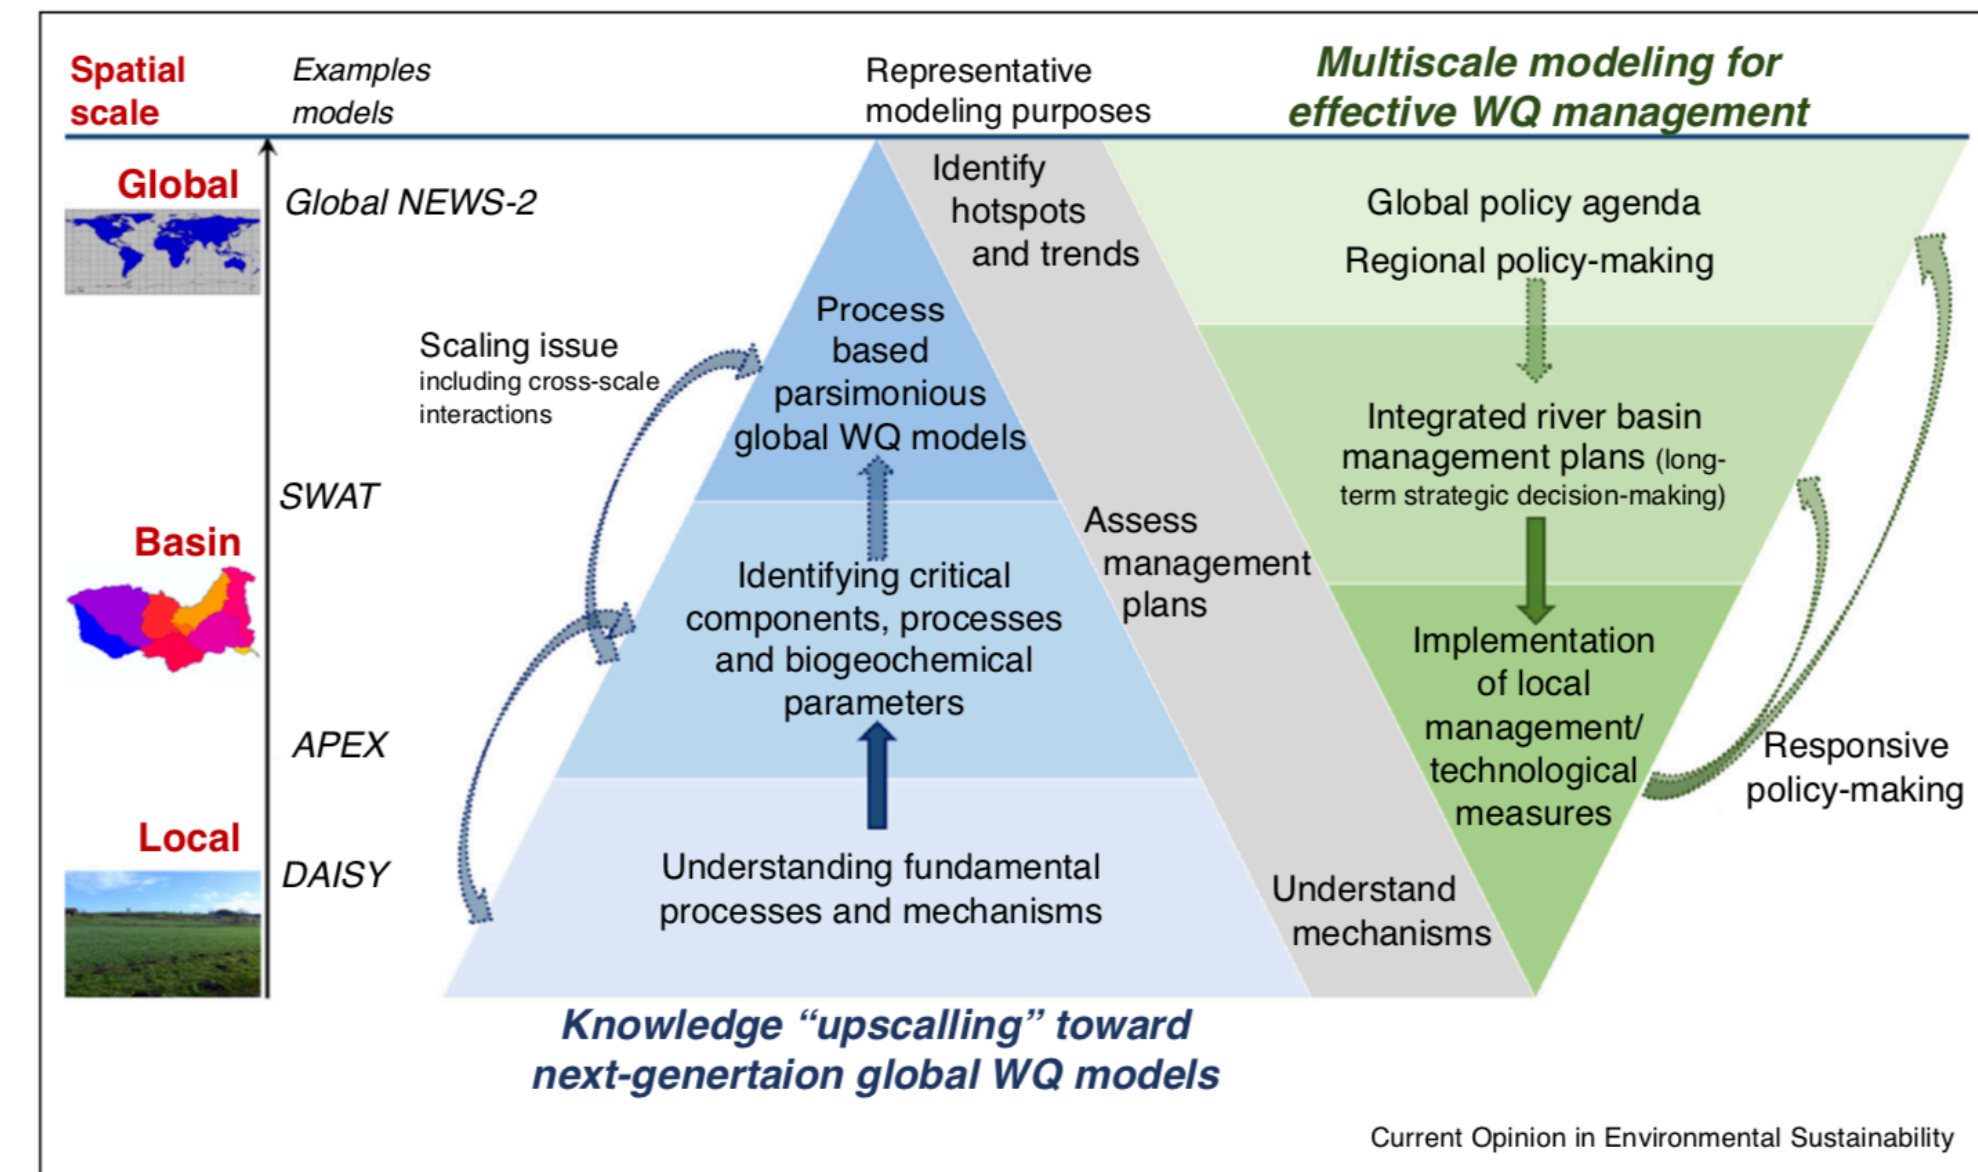 Spatial
scale
Examples
models
Representative
modeling purposes
Multiscale modeling for
effective WQ management
Global
Global NEWS-2
Scaling issue
including cross-scale
interactions
SWAT
Basin
APEX
Local
DAISY
Process
based
parsimonious
global WQ models
Identifying critical
components, processes
and biogeochemical
parameters
Understanding fundamental
processes and mechanisms
Knowledge “upscalling” toward
next-genertaion global WQ models
Identify
hotspots
and trends
Assess
management
plans
Understand
mechanisms
Global policy agenda
Regional policy-making
Integrated river basin
management plans (long-
term strategic decision-making)
Implementation
of local
management/
technological
measures
Responsive
policy-making
Current Opinion in Environmental Sustainability